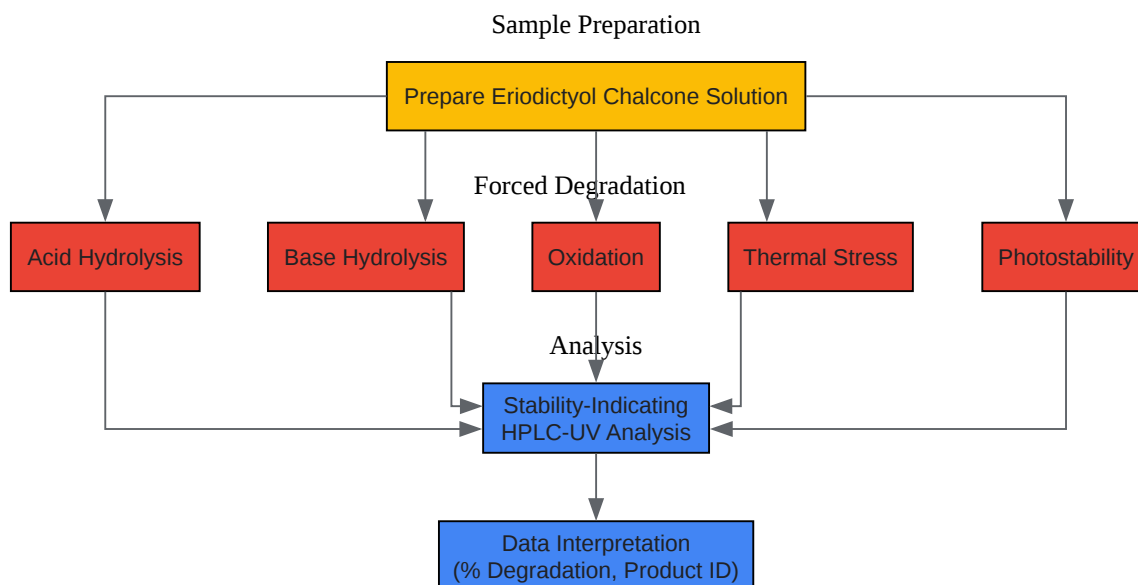 Sample Preparation
Prepare Eriodictyol Chalcone Solution
Forced Degradation
Acid Hydrolysis
Base Hydrolysis
Oxidation
Thermal Stress
Photostability
Analysis
Stability-Indicating
HPLC-UV Analysis
Data Interpretation
(% Degradation, Product ID)